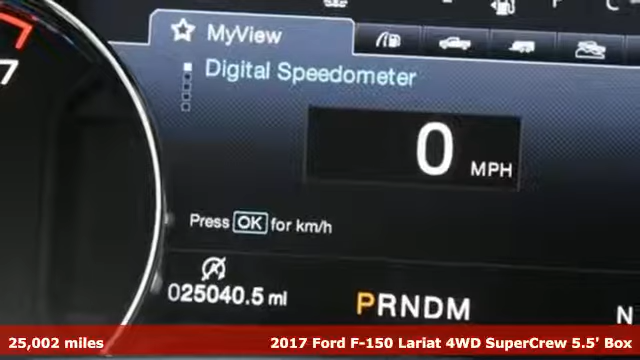 MyView
Digital Speedometer
0 MPH
Press OK for km/h
025040.5 mi
PRNDM
N
25,002 miles
2017 Ford F-150 Lariat 4WD SuperCrew 5.5' Box